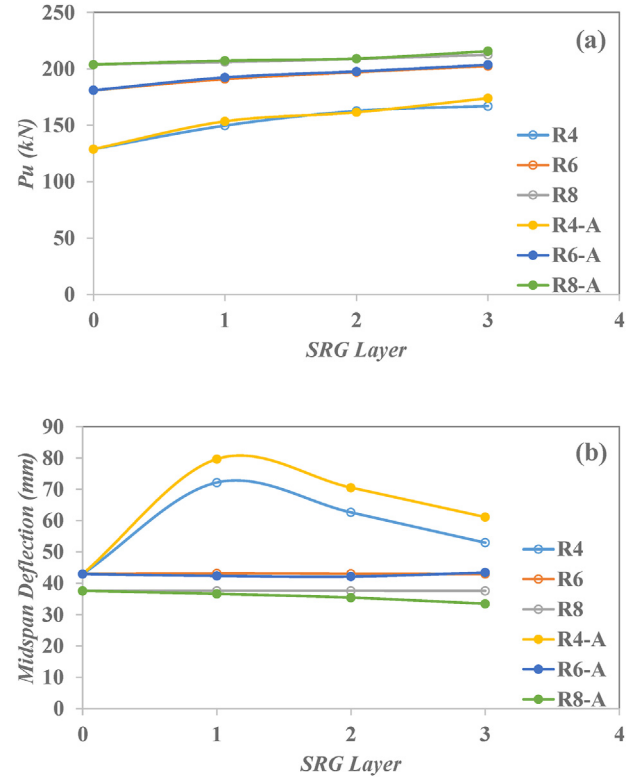 (a)
250
200
150
100
50
0
Pu (kN)
R4
R6
R8
R4-A
R6-A
R8-A
0 1 2 3 4
SRG Layer
(b)
90
80
70
60
50
40
30
20
10
0
Midspan Deflection (mm)
R4
R6
R8
R4-A
R6-A
R8-A
0 1 2 3 4
SRG Layer